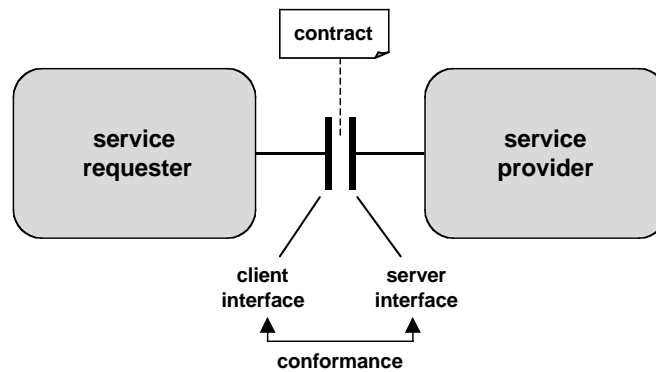 contract
service
requester
service
provider
client
interface
server
interface
conformance